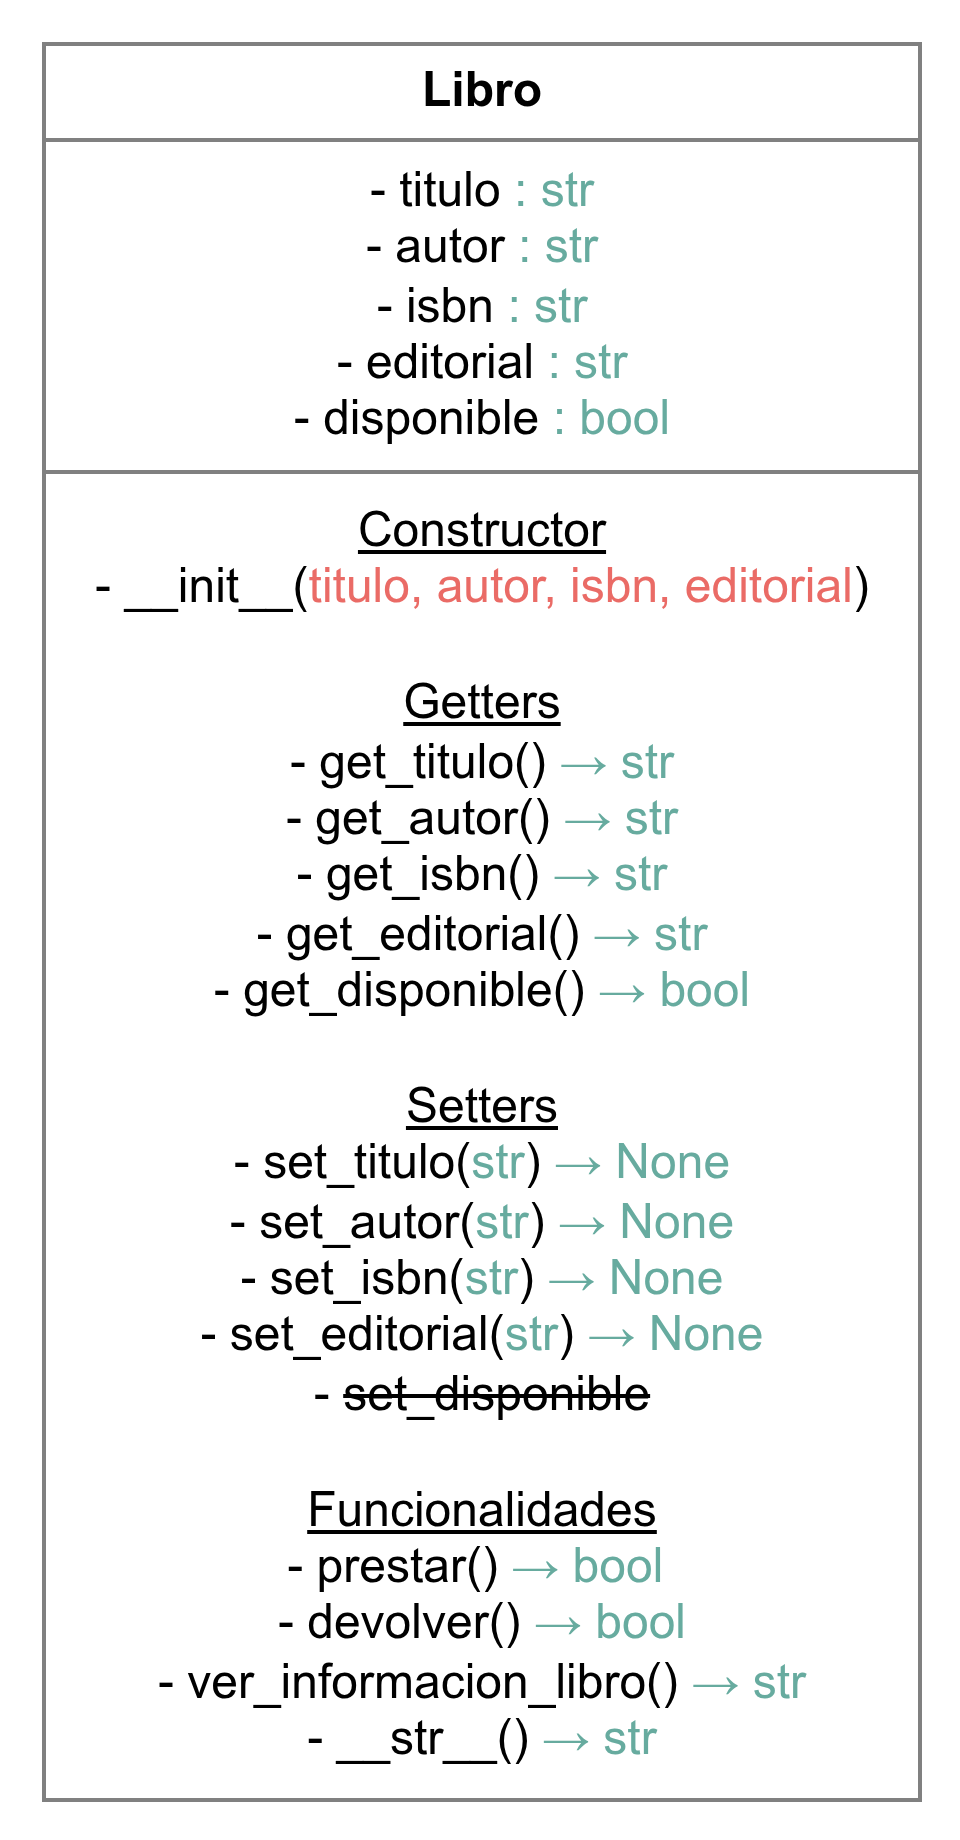 Libro
- titulo : str
- autor : str
- isbn : str
- editorial : str
- disponible : bool
Constructor
- __init__(titulo, autor, isbn, editorial)
Getters
- get_titulo() → str
- get_autor() → str
- get_isbn() → str
- get_editorial() → str
- get_disponible() → bool
Setters
- set_titulo(str) → None
- set_autor(str) → None
- set_isbn(str) → None
- set_editorial(str) → None
- set_disponible
Funcionalidades
- prestar() → bool
- devolver() → bool
- ver_informacion_libro() → str
- __str__() → str